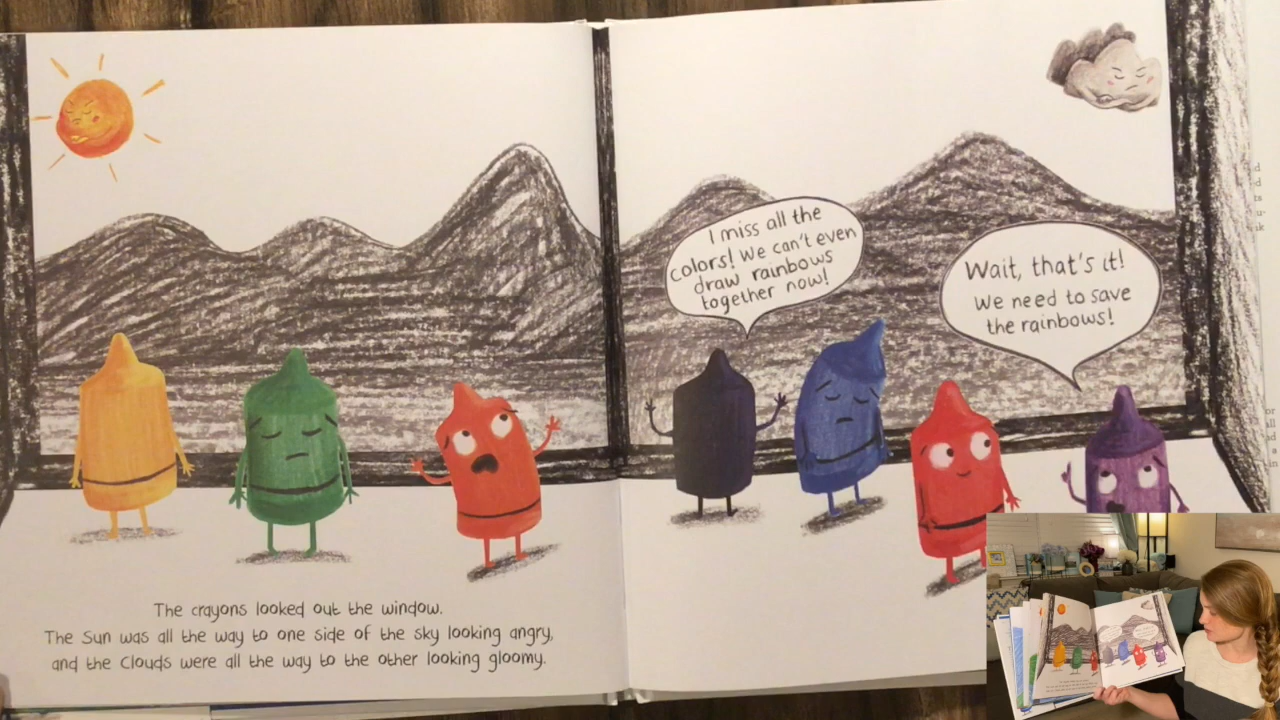 The crayons looked out the window.
The Sun was all the way to one side of the sky looking angry,
and the Clouds were all the way to the other looking gloomy.
I miss all the
colors! We can't even
draw rainbows
together now!
Wait, that's it!
We need to save
the rainbows!